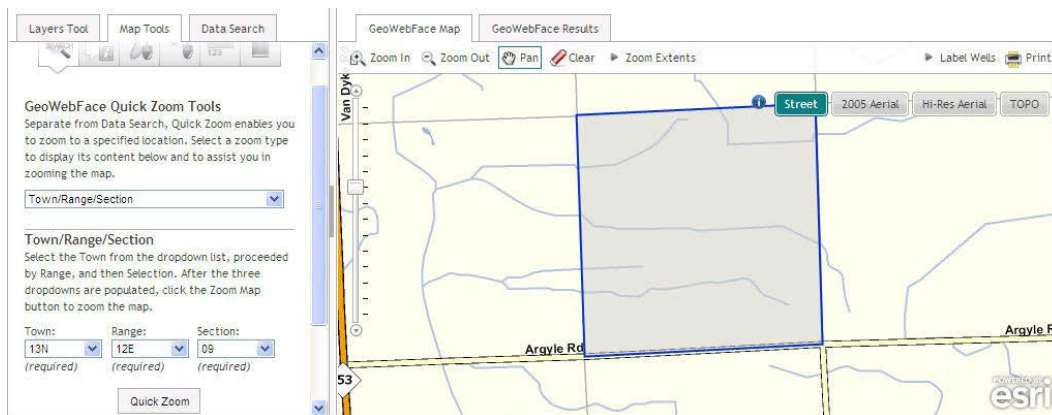 Layers Tool Map Tools Data Search
SEARCH 123
GeoWebFace Quick Zoom Tools
Separate from Data Search, Quick Zoom enables you
to zoom to a specified location. Select a zoom type
to display its content below and to assist you in
zooming the map.
Town/Range/Section
Town/Range/Section
Select the Town from the dropdown list, proceeded
by Range, and then Selection. After the three
dropdowns are populated, click the Zoom Map
button to zoom the map.
Town: Range: Section:
13N 12E 09
(required) (required) (required)
Quick Zoom
GeoWebFace Map GeoWebFace Results
Zoom In Zoom Out Pan Clear Zoom Extents Label Wells Print
Street 2005 Aerial Hi-Res Aerial TOPO
Van Dyk
Argyle Rd
Argyle R
53
POWERED BY
esri